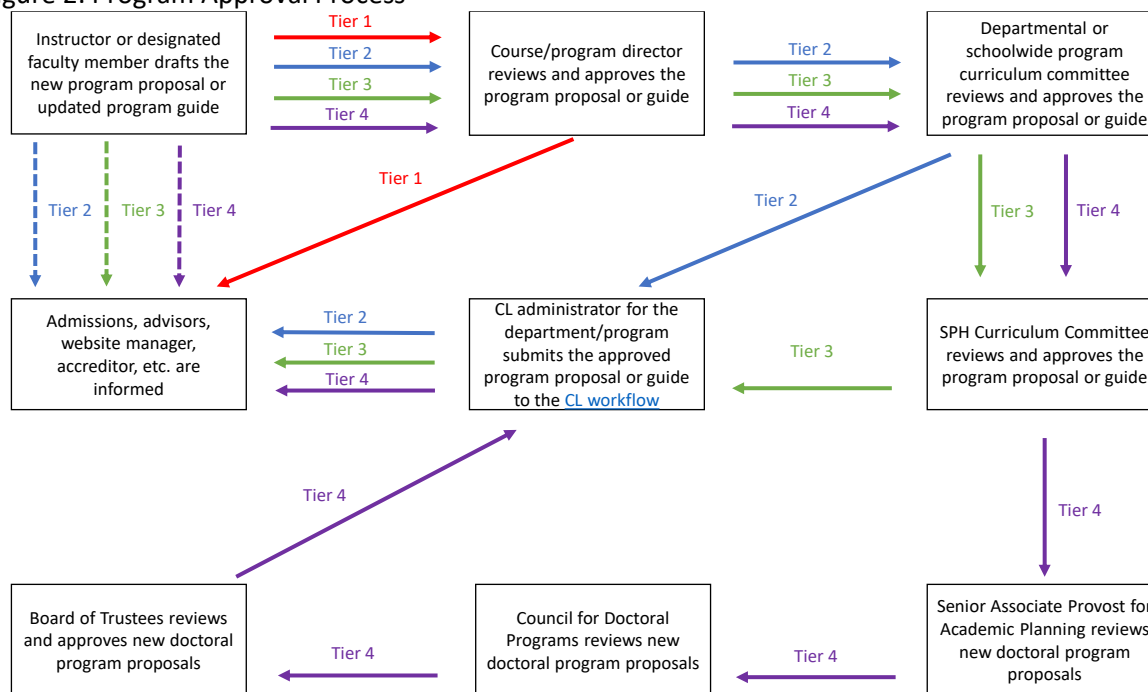 igure 2. Program Approval Process
Instructor or designated
faculty member drafts the
new program proposal or
updated program guide
Tier 1
Tier 2
Tier 3
Tier 4
Course/program director
reviews and approves the
program proposal or guide
Tier 2
Tier 3
Tier 4
Departmental or
schoolwide program
curriculum committee
reviews and approves the
program proposal or guide
Tier 2
Tier 3
Tier 4
Tier 1
Tier 2
Tier 3
Tier 4
Admissions, advisors,
website manager,
accreditor, etc. are
informed
Tier 2
Tier 3
Tier 4
CL administrator for the
department/program
submits the approved
program proposal or guide
to the CL workflow
Tier 3
SPH Curriculum Committee
reviews and approves the
program proposal or guide
Tier 4
Tier 4
Board of Trustees reviews
and approves new doctoral
program proposals
Tier 4
Council for Doctoral
Programs reviews new
doctoral program proposals
Tier 4
Senior Associate Provost for
Academic Planning reviews
new doctoral program
proposals